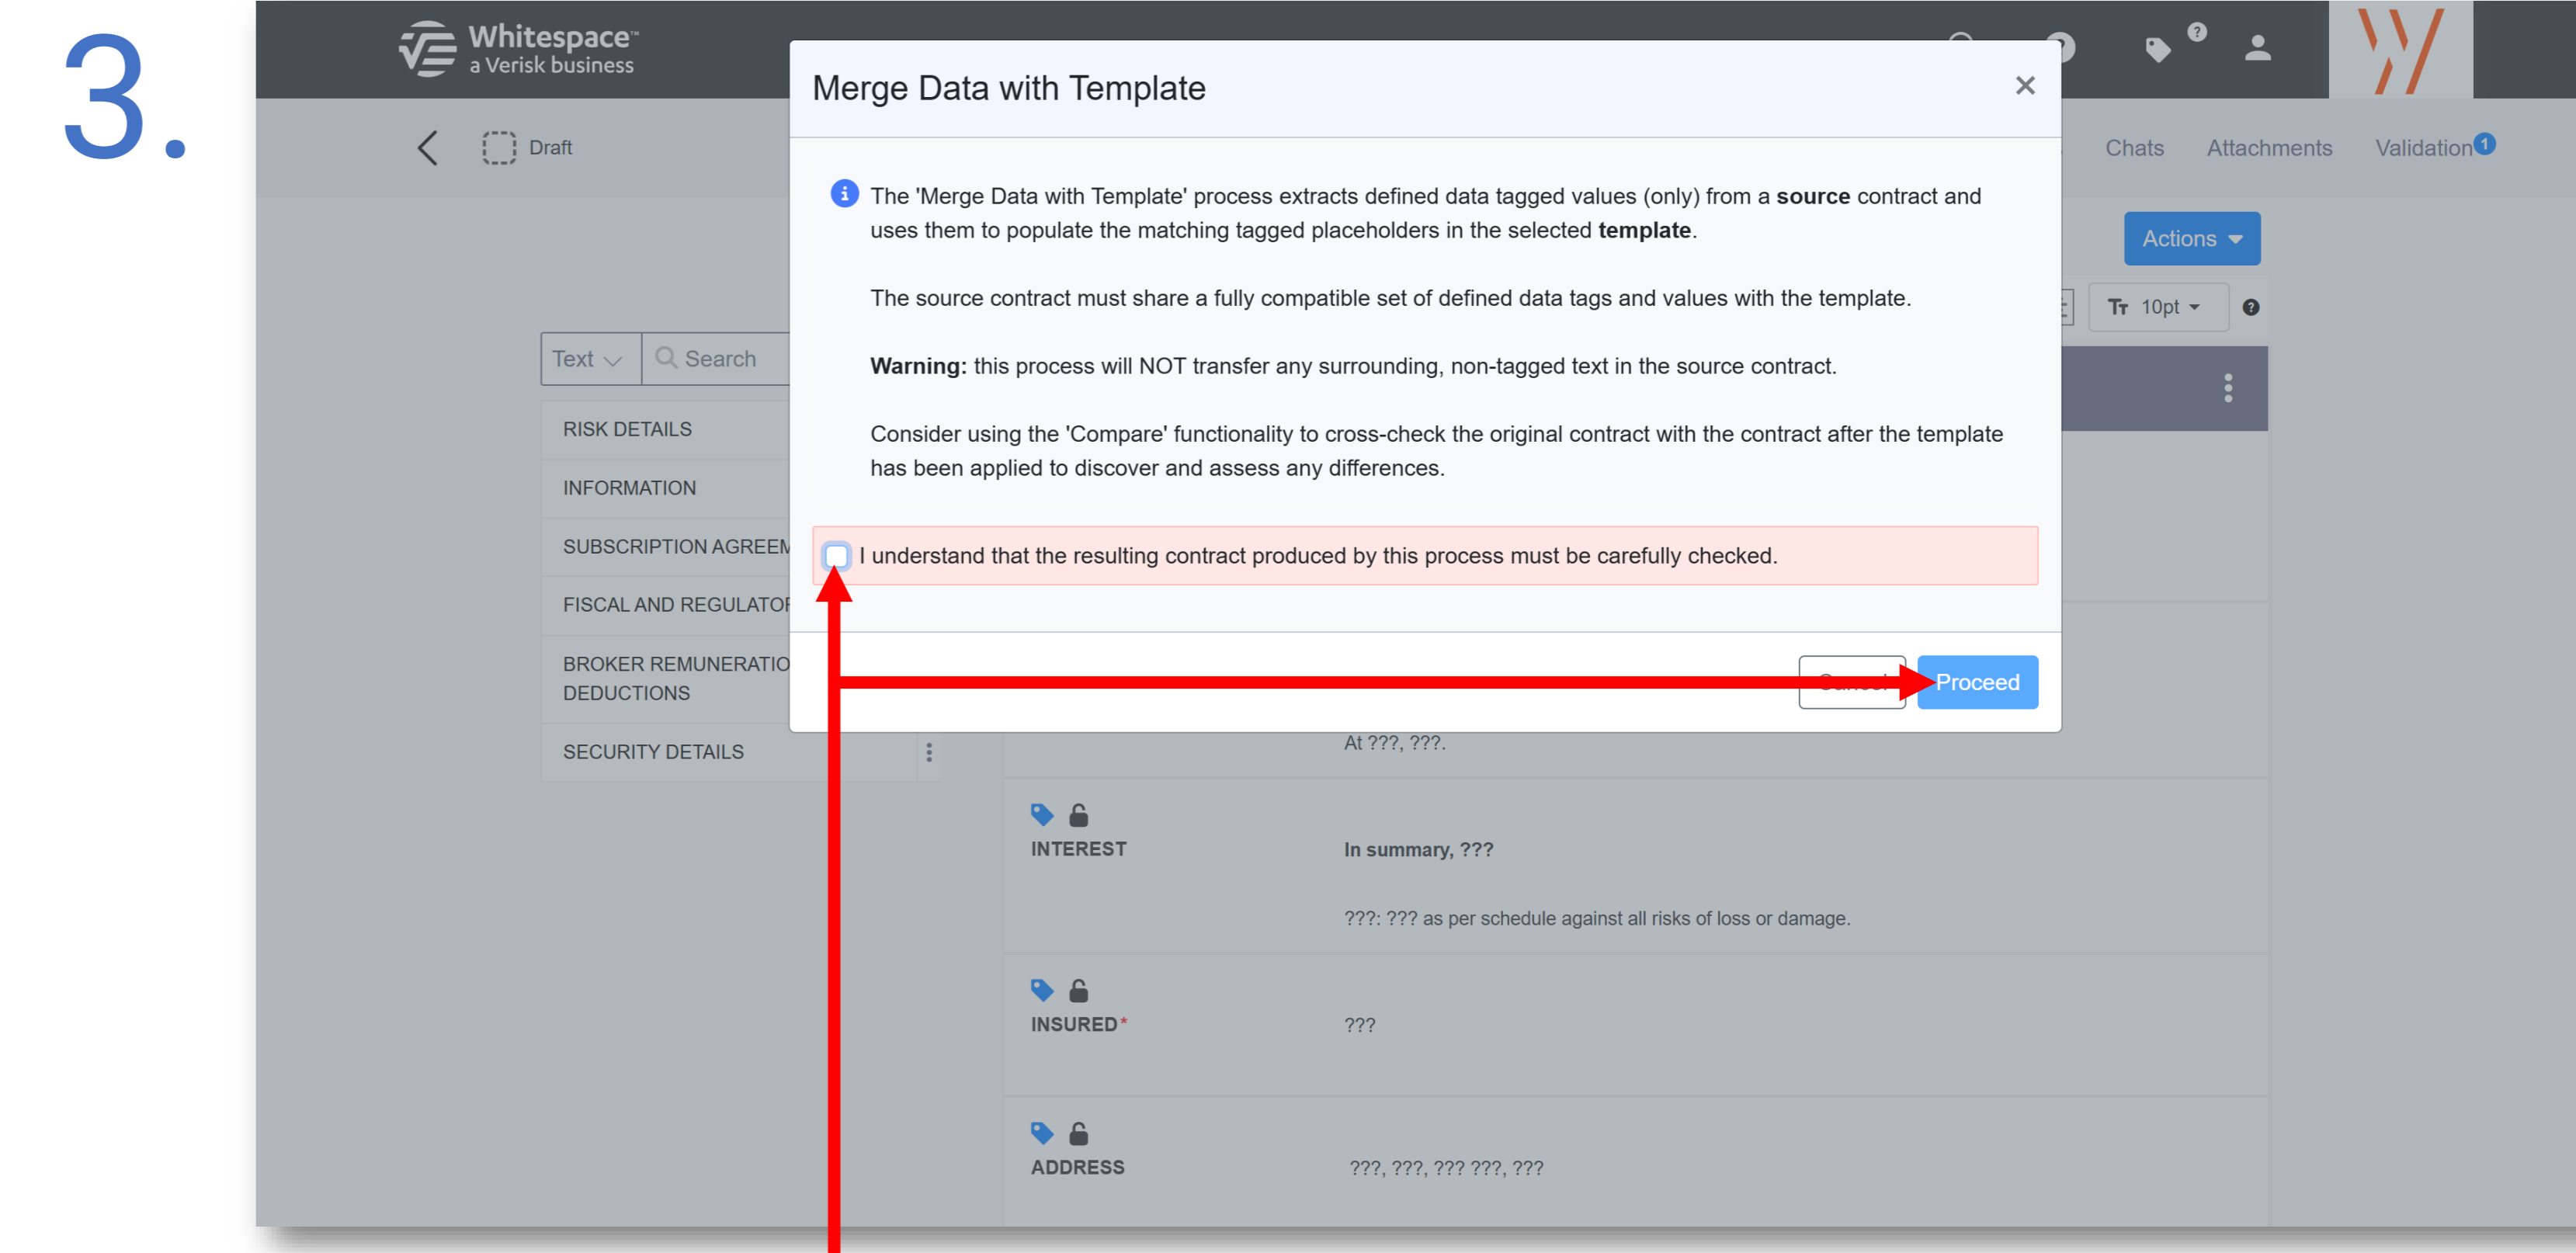 3.
Whitespace™
a Verisk business
Draft
Chats Attachments Validation 1
Merge Data with Template
The 'Merge Data with Template' process extracts defined data tagged values (only) from a source contract and
uses them to populate the matching tagged placeholders in the selected template.
The source contract must share a fully compatible set of defined data tags and values with the template.
Warning: this process will NOT transfer any surrounding, non-tagged text in the source contract.
Consider using the 'Compare' functionality to cross-check the original contract with the contract after the template
has been applied to discover and assess any differences.
I understand that the resulting contract produced by this process must be carefully checked.
Proceed
Actions
Tт 10pt
Text Search
RISK DETAILS
INFORMATION
SUBSCRIPTION
FISCAL AND
BROKER
DEDUCTIONS
SECURITY DETAILS
At ???, ???.
INTEREST In summary, ???
???: ??? as per schedule against all risks of loss or damage.
INSURED* ???
ADDRESS ???, ???, ??? ???, ???